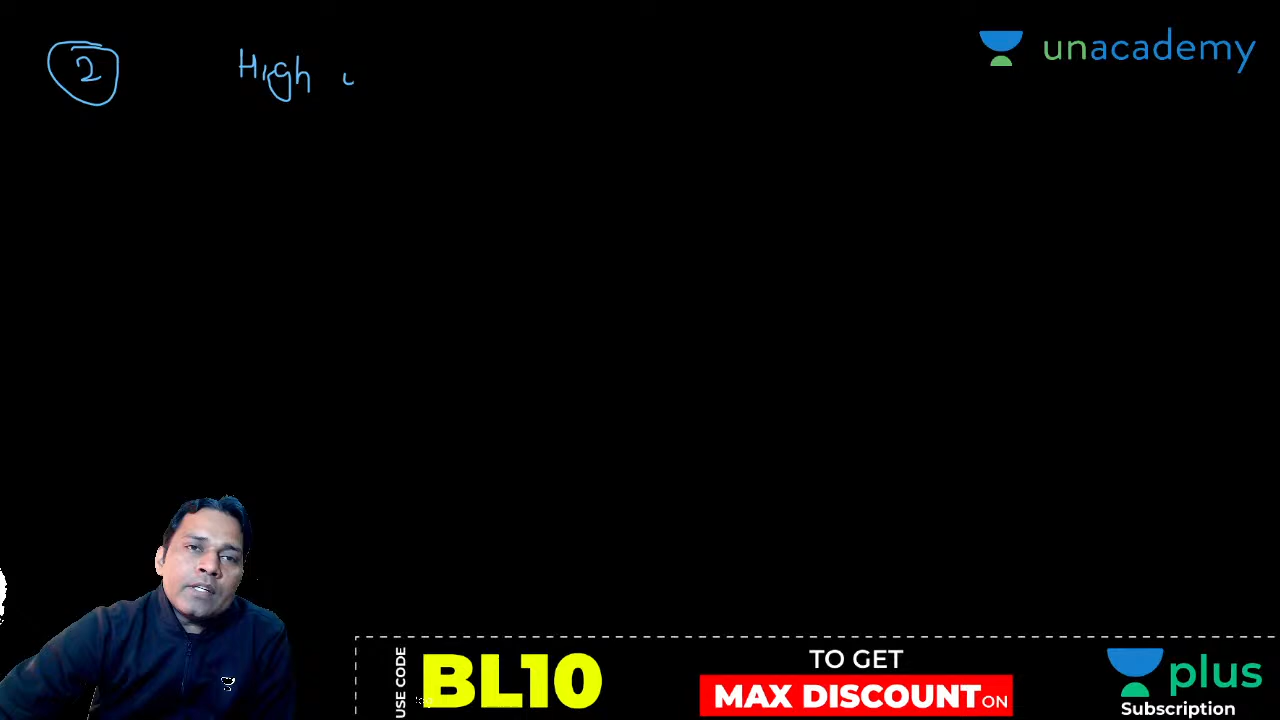 2 High
unacademy
USE CODE
BL10
TO GET
MAX DISCOUNT ON
plus
Subscription